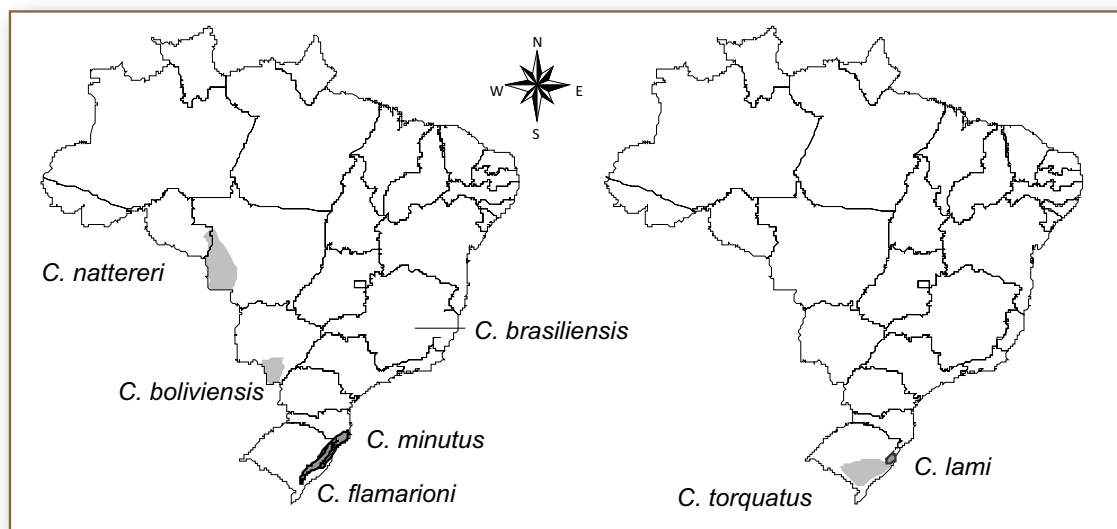 N
W E
S
C. nattereri
C. brasiliensis
C. boliviensis
C. minutus
C. flamarioni
C. lami
C. torquatus